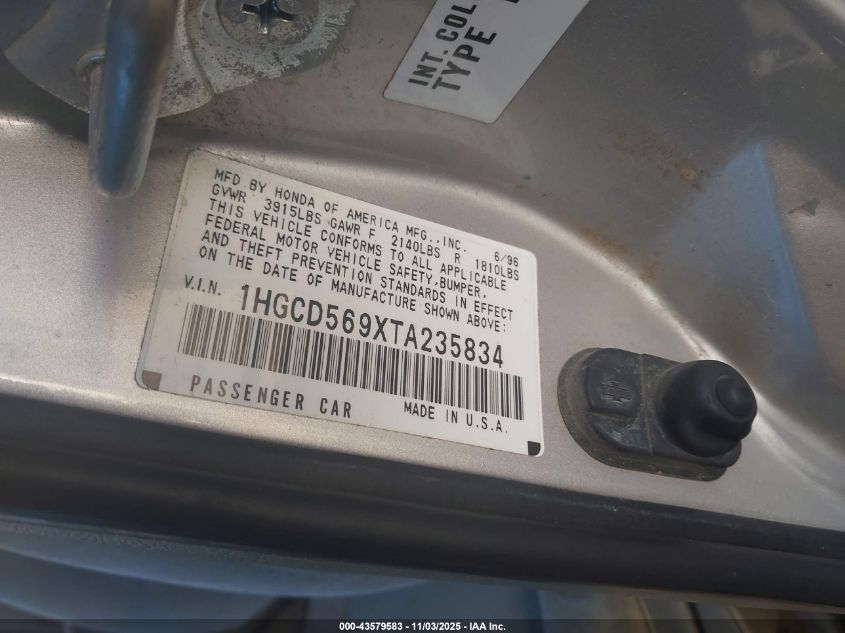 INT. COL
TYPE
MFD BY HONDA OF AMERICA MFG., INC. 6/96
GVWR 3915LBS GAWR F 2140LBS R 1810LBS
THIS VEHICLE CONFORMS TO ALL APPLICABLE
FEDERAL MOTOR VEHICLE SAFETY,BUMPER,
AND THEFT PREVENTION STANDARDS IN EFFECT
ON THE DATE OF MANUFACTURE SHOWN ABOVE:
V.I.N. 1HGCD569XTA235834
PASSENGER CAR MADE IN U.S.A.
000-43579583 - 11/03/2025 - IAA Inc.